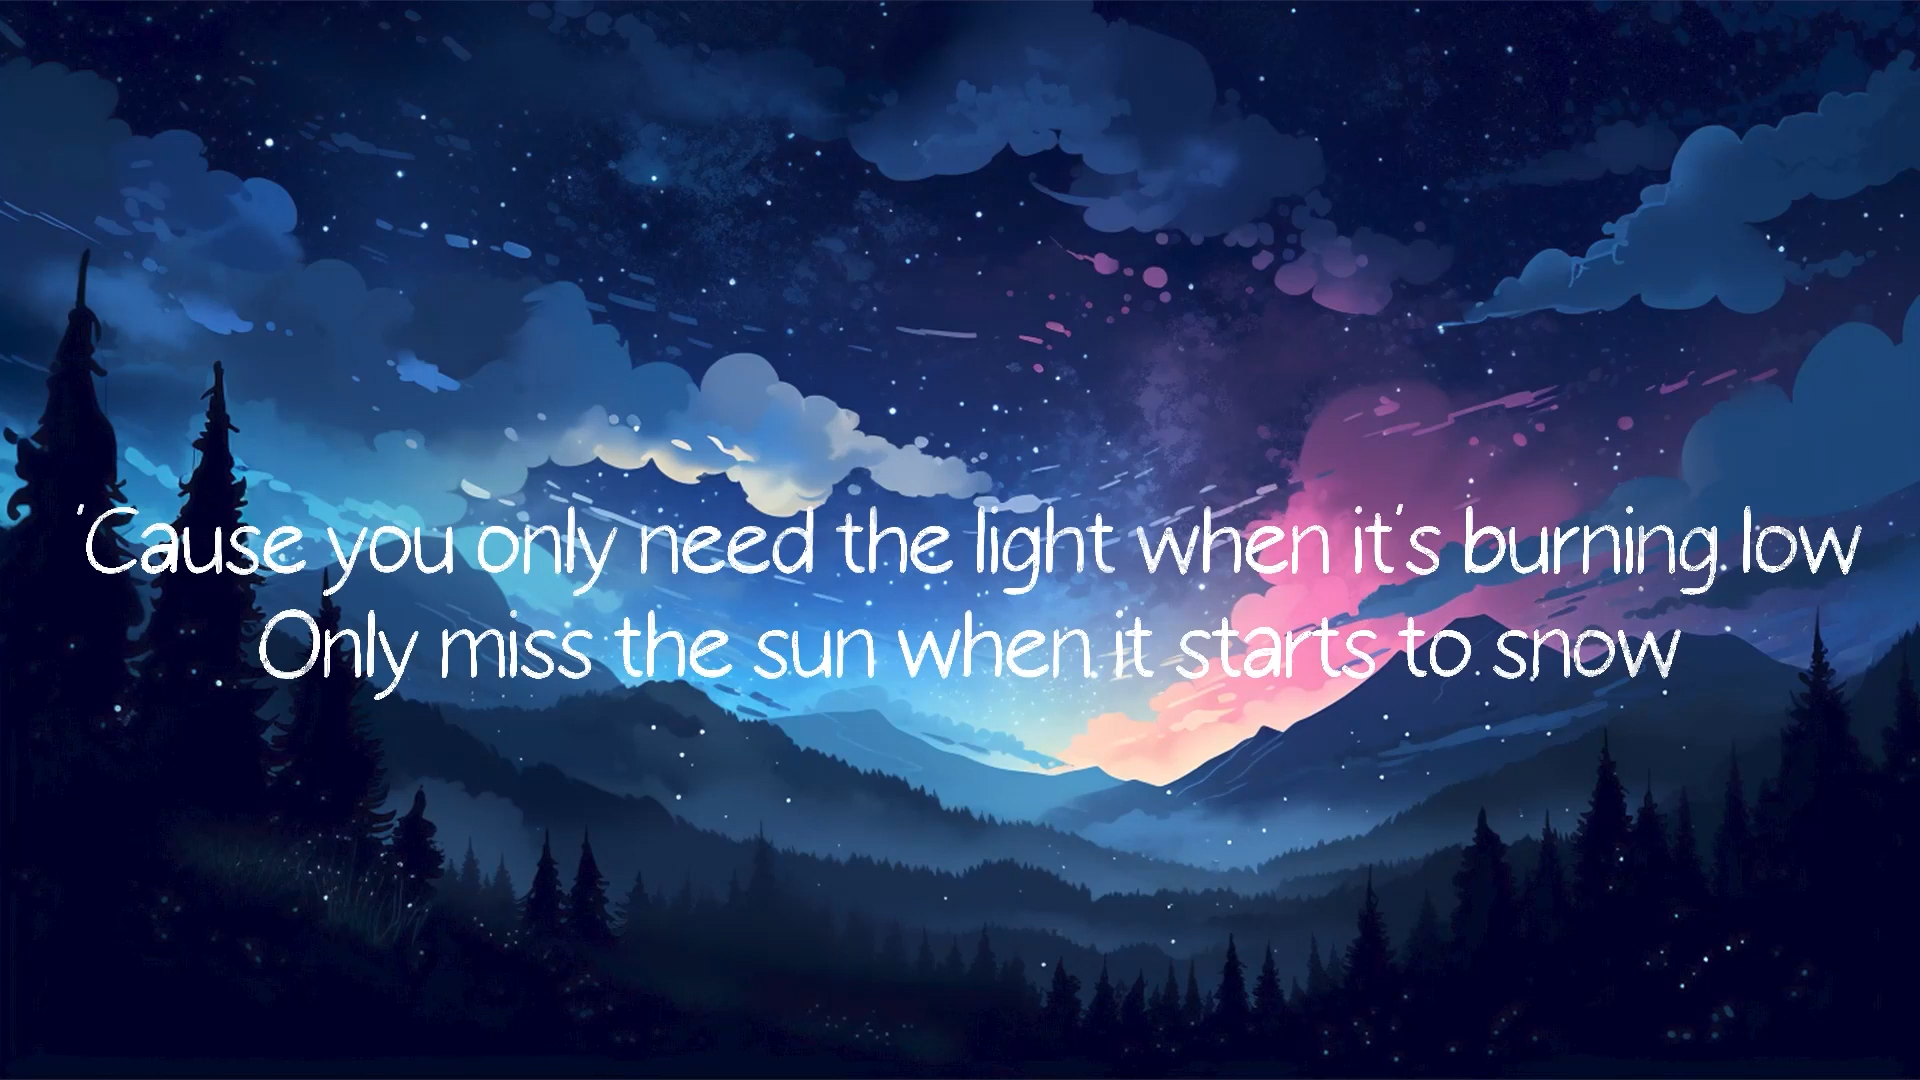 'Cause you only need the light when it's burning low
Only miss the sun when it starts to snow